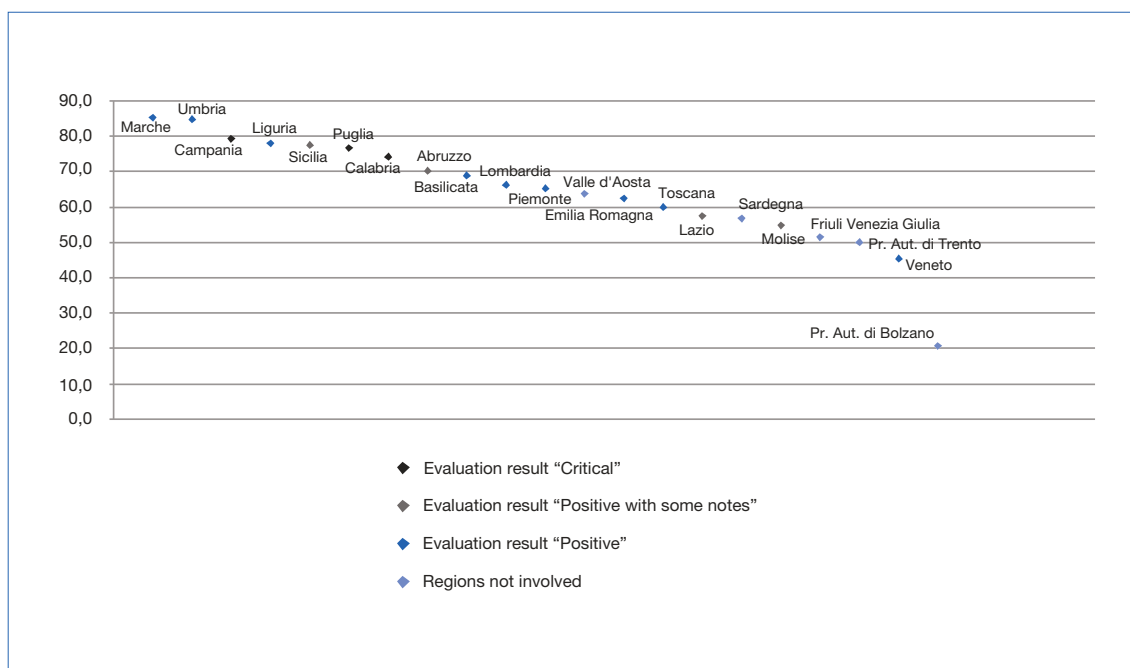 90,0
80,0
70,0
60,0
50,0
40,0
30,0
20,0
10,0
0,0
Marche
Umbria
Campania
Liguria
Sicilia
Puglia
Calabria
Abruzzo
Basilicata
Lombardia
Piemonte
Valle d'Aosta
Emilia Romagna
Toscana
Lazio
Sardegna
Molise
Friuli Venezia Giulia
Pr. Aut. di Trento
Veneto
Pr. Aut. di Bolzano
Evaluation result “Critical”
Evaluation result “Positive with some notes”
Evaluation result “Positive”
Regions not involved